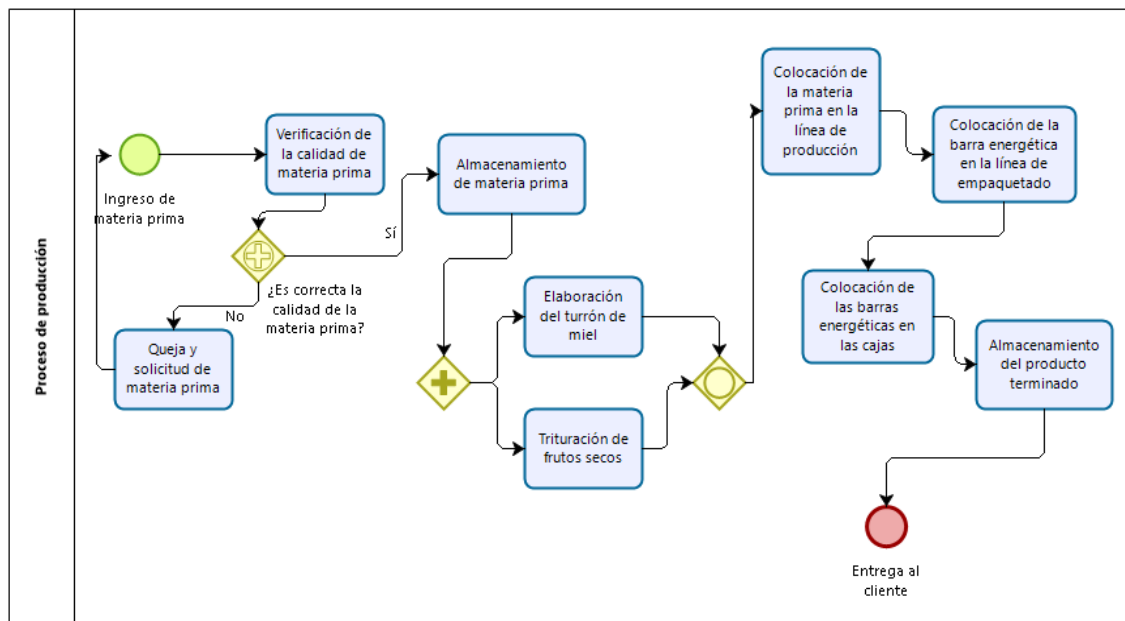 Proceso de producción
Ingreso de
materia prima
Verificación de
la calidad de
materia prima
¿Es correcta la
calidad de la
materia prima?
No
Sí
Queja y
solicitud de
materia prima
Almacenamiento
de materia prima
Elaboración
del turrón de
miel
Trituración de
frutos secos
Colocación de
la materia
prima en la
línea de
producción
Colocación de la
barra energética
en la línea de
empaquetado
Colocación de
las barras
energéticas en
las cajas
Almacenamiento
del producto
terminado
Entrega al
cliente